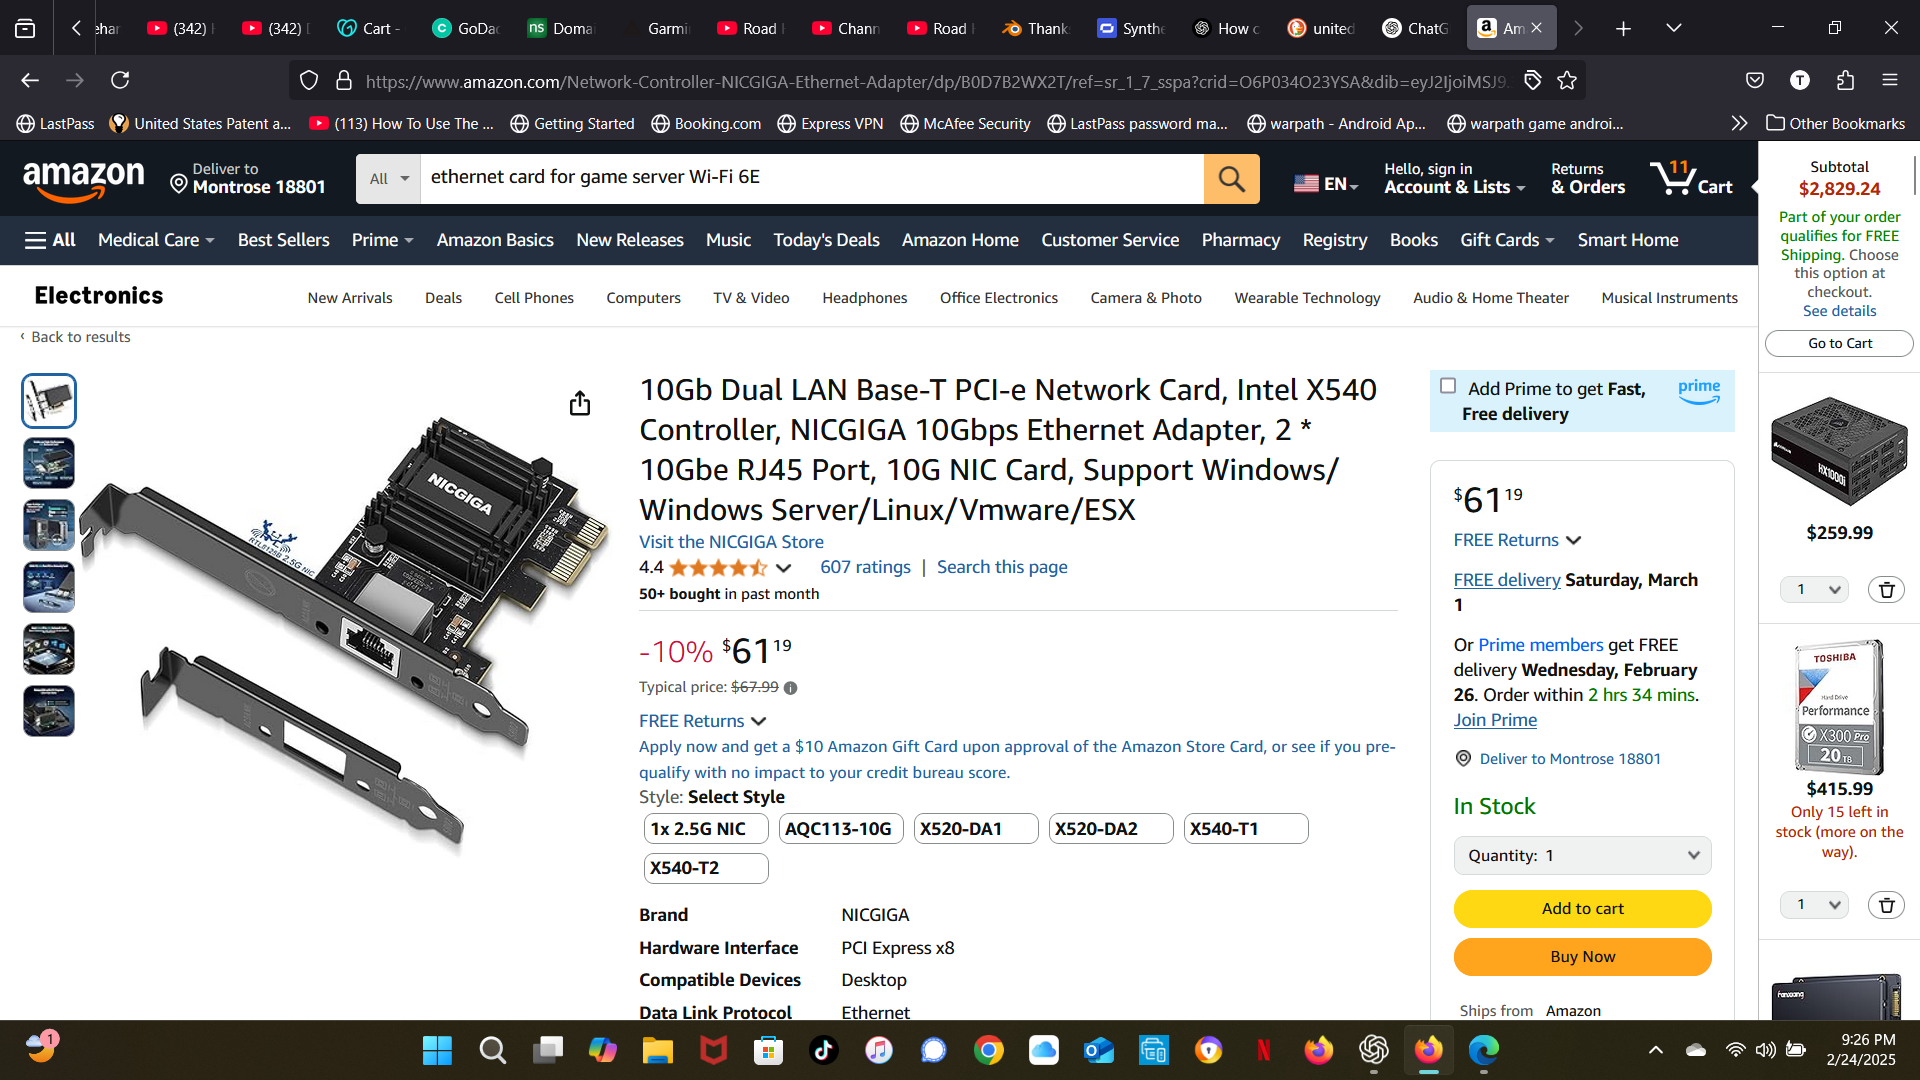 ehar
(342)
(342)
Cart -
GoDad
Domai
Garmi
Road
Chann
Road
Thank
Synthe
How c
united
ChatG
Am
https://www.amazon.com/Network-Controller-NICGIGA-Ethernet-Adapter/dp/B0D7B2WX2T/ref=sr_1_7_sspa?crid=O6P034O23YSA&dib=eyJ2IjoiMSJ9
T
LastPass
United States Patent a...
(113) How To Use The ...
Getting Started
Booking.com
Express VPN
McAfee Security
LastPass password ma...
warpath - Android Ap...
warpath game androi...
Other Bookmarks
amazon
Deliver to
Montrose 18801
All
ethernet card for game server Wi-Fi 6E
EN
Hello, sign in
Account & Lists
Returns
& Orders
11
Cart
All
Medical Care
Best Sellers
Prime
Amazon Basics
New Releases
Music
Today's Deals
Amazon Home
Customer Service
Pharmacy
Registry
Books
Gift Cards
Smart Home
Electronics
New Arrivals
Deals
Cell Phones
Computers
TV & Video
Headphones
Office Electronics
Camera & Photo
Wearable Technology
Audio & Home Theater
Musical Instruments
‹ Back to results
NICGIGA
RTL8125B 2.5G NIC
10Gb Dual LAN Base-T PCI-e Network Card, Intel X540
Controller, NICGIGA 10Gbps Ethernet Adapter, 2 *
10Gbe RJ45 Port, 10G NIC Card, Support Windows/
Windows Server/Linux/Vmware/ESX
Visit the NICGIGA Store
4.4
607 ratings | Search this page
50+ bought in past month
-10% $61 19
Typical price: $67.99
FREE Returns
Apply now and get a $10 Amazon Gift Card upon approval of the Amazon Store Card, or see if you pre-
qualify with no impact to your credit bureau score.
Style: Select Style
1x 2.5G NIC
AQC113-10G
X520-DA1
X520-DA2
X540-T1
X540-T2
Brand NICGIGA
Hardware Interface PCI Express x8
Compatible Devices Desktop
Data Link Protocol Ethernet
Add Prime to get Fast,
Free delivery
prime
$61 19
FREE Returns
FREE delivery Saturday, March
1
Or Prime members get FREE
delivery Wednesday, February
26. Order within 2 hrs 34 mins.
Join Prime
Deliver to Montrose 18801
In Stock
Quantity: 1
Add to cart
Buy Now
Ships from Amazon
Subtotal
$2,829.24
Part of your order
qualifies for FREE
Shipping. Choose
this option at
checkout.
See details
Go to Cart
HX1000i
$259.99
1
TOSHIBA
Hard Drive
Performance
X300 Pro
20 TB
$415.99
Only 15 left in
stock (more on the
way).
1
fanxiang
1
9:26 PM
2/24/2025